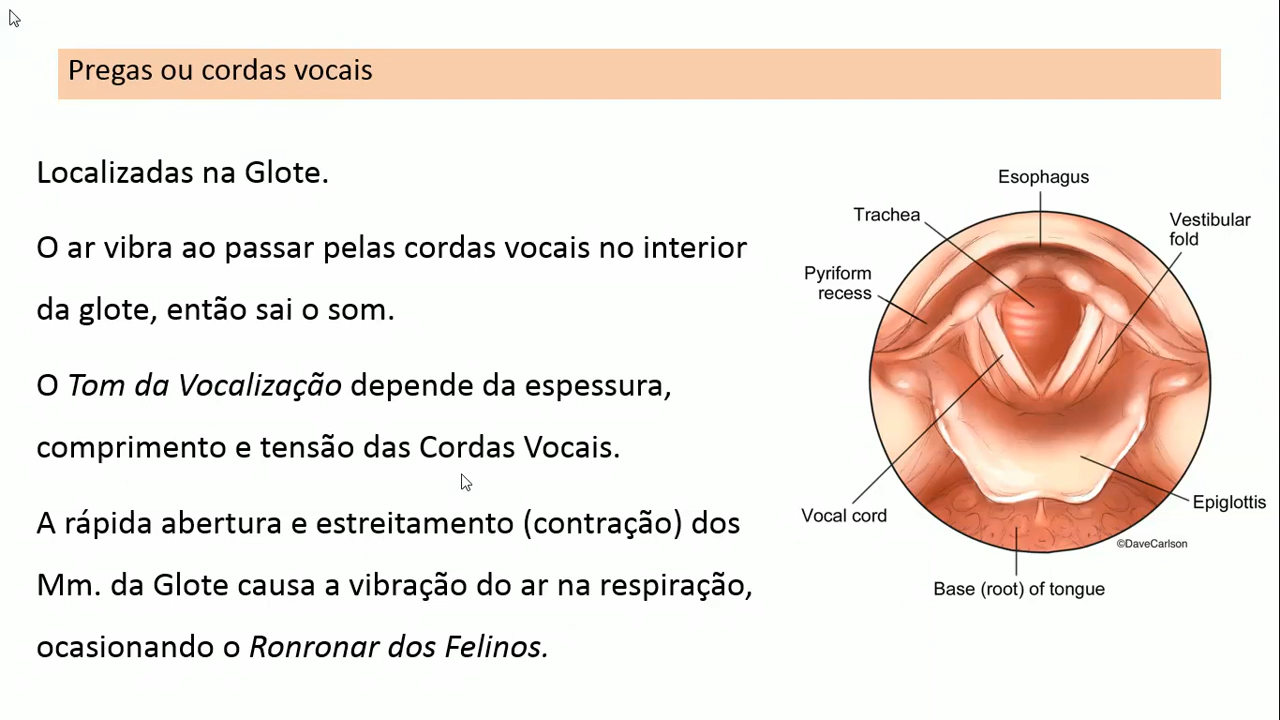 Pregas ou cordas vocais
Localizadas na Glote.
O ar vibra ao passar pelas cordas vocais no interior
da glote, então sai o som.
O Tom da Vocalização depende da espessura,
comprimento e tensão das Cordas Vocais.
A rápida abertura e estreitamento (contração) dos
Mm. da Glote causa a vibração do ar na respiração,
ocasionando o Ronronar dos Felinos.
Esophagus
Trachea
Vestibular
fold
Pyriform
recess
Vocal cord
Epiglottis
©DaveCarlson
Base (root) of tongue